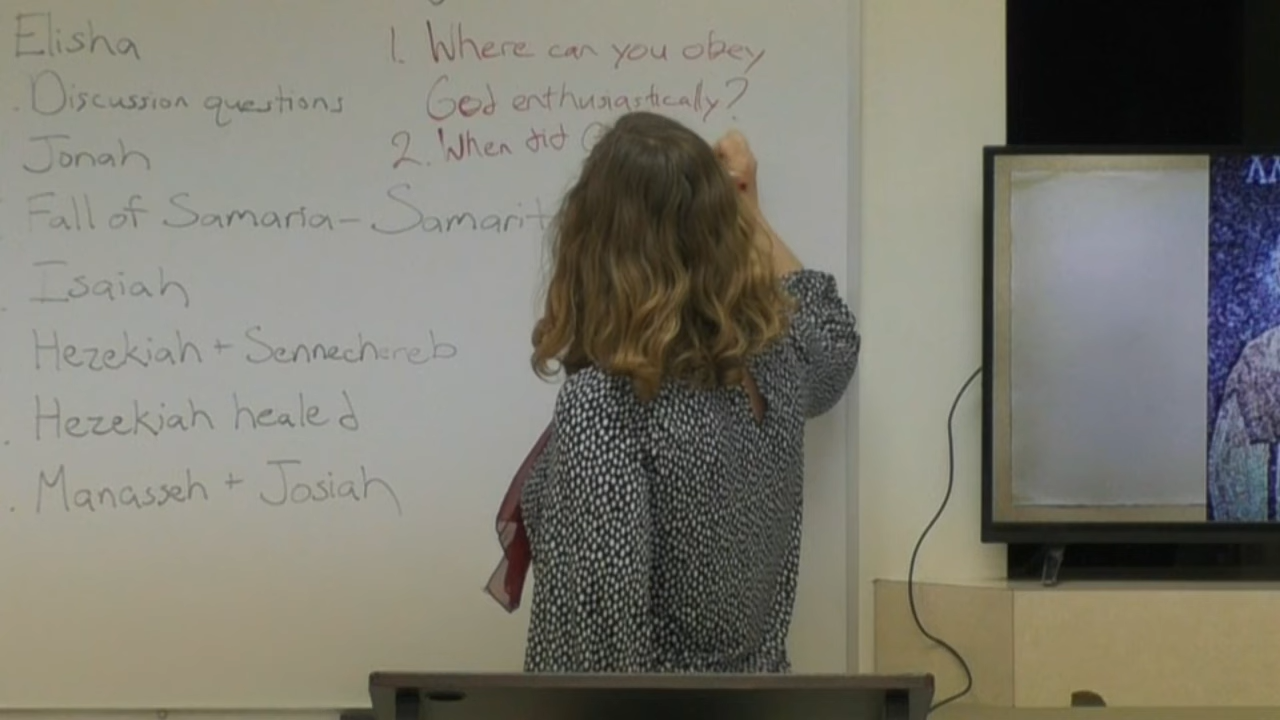 Elisha
Discussion questions
Jonah
Fall of Samaria - Samarit
Isaiah
Hezekiah + Sennechereb
Hezekiah healed
Manasseh + Josiah
1. Where can you obey
God enthusiastically?
2. When did